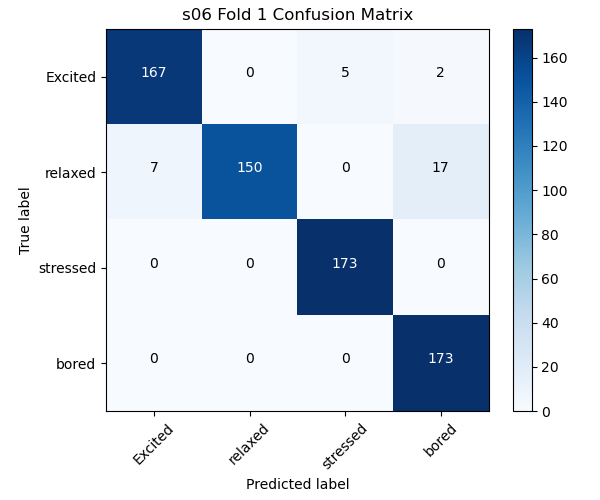 s06 Fold 1 Confusion Matrix
True label
Excited 167 0 5 2
relaxed 7 150 0 17
stressed 0 0 173 0
bored 0 0 0 173
Excited relaxed stressed bored
Predicted label
160
140
120
100
80
60
40
20
0